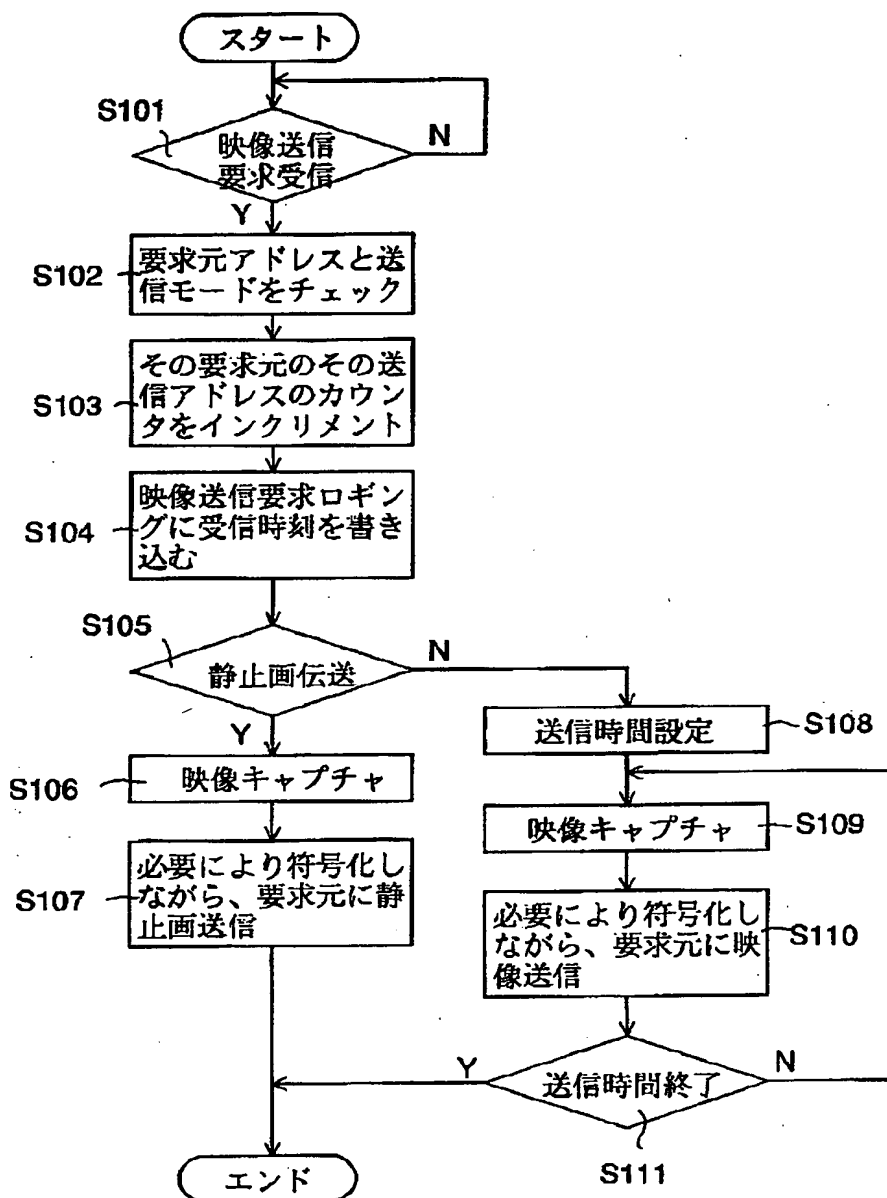 スタート
S101
映像送信
要求受信
N
Y
S102
要求元アドレスと送
信モードをチェック
S103
その要求元のその送
信アドレスのカウン
タをインクリメント
S104
映像送信要求ロギン
グに受信時刻を書き
込む
S105
静止画伝送
N
Y
S106
映像キャプチャ
S107
必要により符号化し
ながら、要求元に静
止画送信
送信時間設定
S108
映像キャプチャ
S109
必要により符号化し
ながら、要求元に映
像送信
S110
Y
送信時間終了
N
S111
エンド